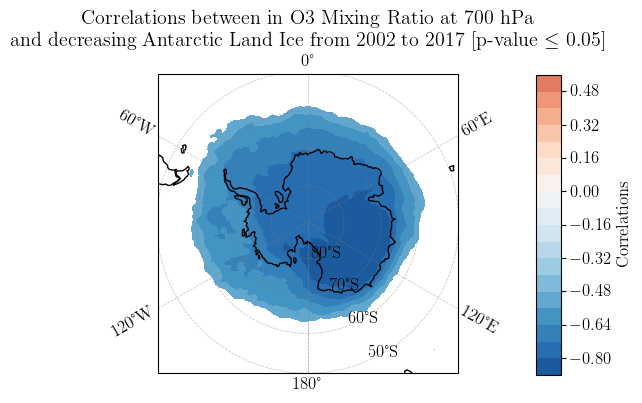 Correlations between in O3 Mixing Ratio at 700 hPa
and decreasing Antarctic Land Ice from 2002 to 2017 [p-value ≤ 0.05]
0°
60°W
60°E
120°W
120°E
180°
80°S
70°S
60°S
50°S
0.48
0.32
0.16
0.00
−0.16
−0.32
−0.48
−0.64
−0.80
Correlations